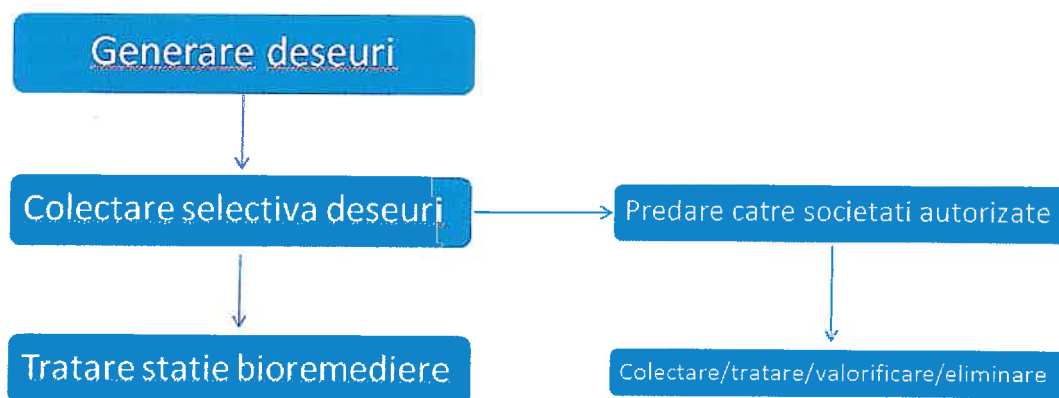 Generare deseuri
Colectare selectiva deseuri
Predare catre societati autorizate
Tratare statie bioremediere
Colectare/tratare/valorificare/eliminare